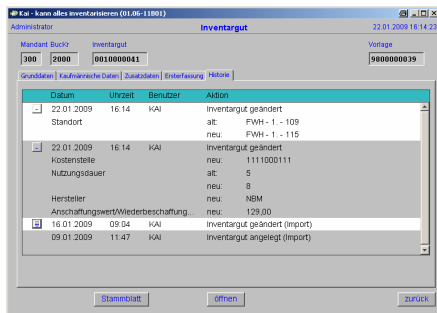 Kai - kann alles inventarisieren (01.06-11B01)
Administrator Inventargut 22.01.2009 16:14:23
Mandant BucKr Inventargut Vorlage
300 2000 0010000041 9800000039
Grunddaten Kaufmännische Daten Zusatzdaten Ersterfassung Historie
Datum Uhrzeit Benutzer Aktion
22.01.2009 16:14 KAI Inventargut geändert
Standort alt: FWH - 1. - 109
neu: FWH - 1. - 115
22.01.2009 16:14 KAI Inventargut geändert
Kostenstelle neu: 1111000111
Nutzungsdauer alt: 5
neu: 8
Hersteller neu: NBM
Anschaffungswert/Wiederbeschaffung... neu: 129,00
16.01.2009 09:04 KAI Inventargut geändert (Import)
09.01.2009 11:47 KAI Inventargut angelegt (Import)
Stammblatt öffnen zurück